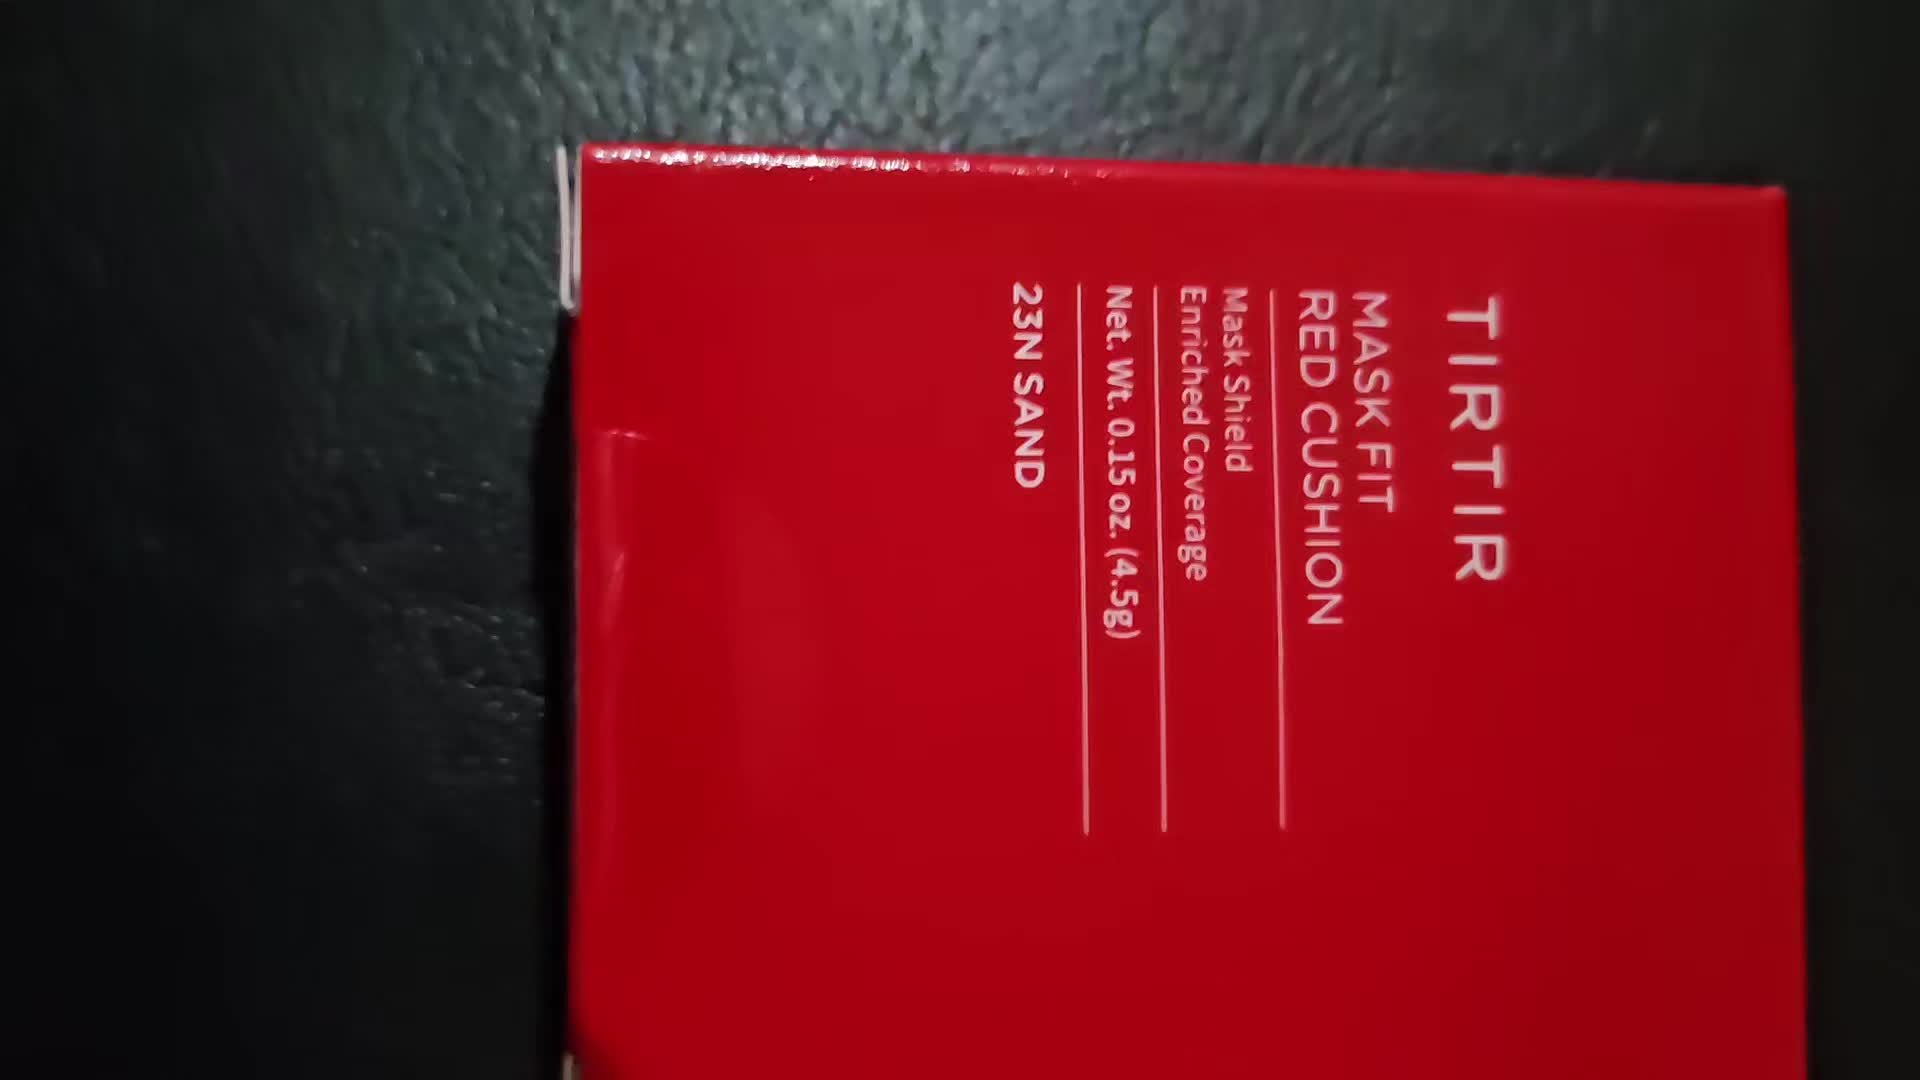 TIRTIR
MASK FIT
RED CUSHION
Mask Shield
Enriched Coverage
Net. Wt. 0.15 oz. (4.5g)
23N SAND